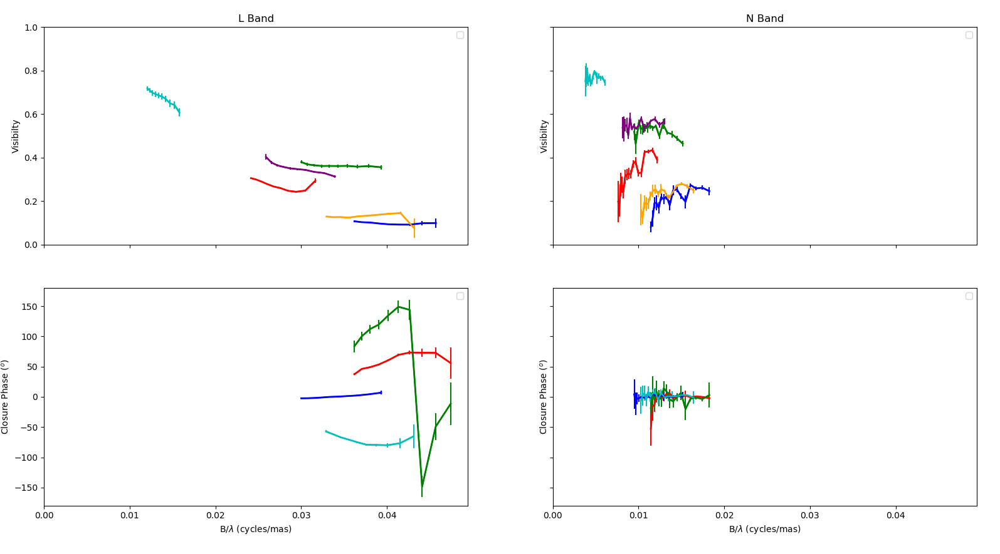 L Band
N Band
1.0
0.8
0.6
0.4
0.2
0.0
Visibilty
Visibilty
150
100
50
0
−50
−100
−150
Closure Phase (°)
Closure Phase (°)
0.00 0.01 0.02 0.03 0.04
0.00 0.01 0.02 0.03 0.04
B/λ (cycles/mas)
B/λ (cycles/mas)